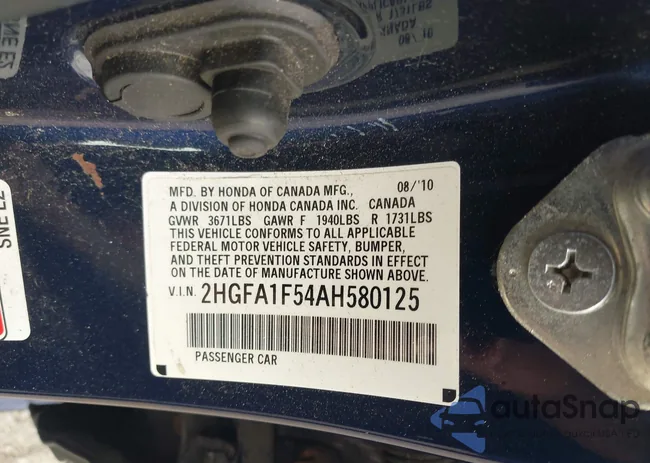 MFD. BY HONDA OF CANADA MFG., 08/'10
A DIVISION OF HONDA CANADA INC. CANADA
GVWR 3671LBS GAWR F 1940LBS R 1731LBS
THIS VEHICLE CONFORMS TO ALL APPLICABLE
FEDERAL MOTOR VEHICLE SAFETY, BUMPER,
AND THEFT PREVENTION STANDARDS IN EFFECT
ON THE DATE OF MANUFACTURE SHOWN ABOVE.
V.I.N. 2HGFA1F54AH580125
PASSENGER CAR
autaSnap